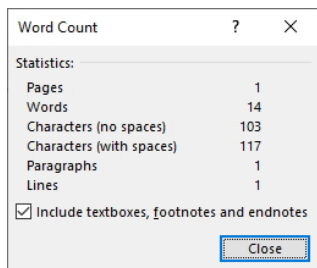 Word Count ? ×
Statistics:
Pages 1
Words 14
Characters (no spaces) 103
Characters (with spaces) 117
Paragraphs 1
Lines 1
Include textboxes, footnotes and endnotes
Close